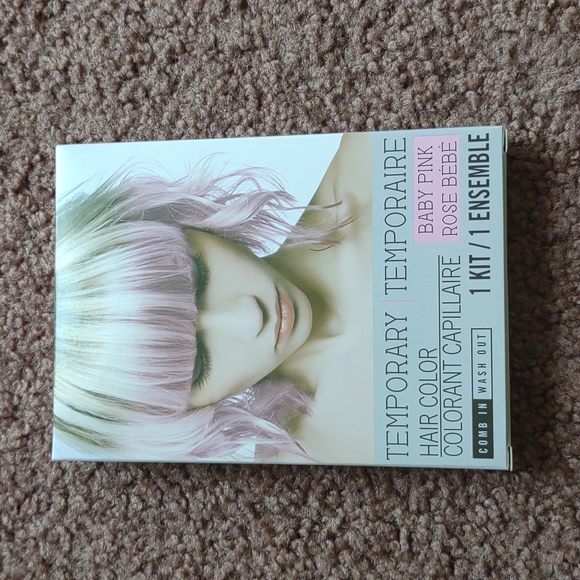 TEMPORARY | TEMPORAIRE
HAIR COLOR
COLORANT CAPILLAIRE
BABY PINK
ROSE BÉBÉ
COMB IN WASH OUT
1 KIT / 1 ENSEMBLE